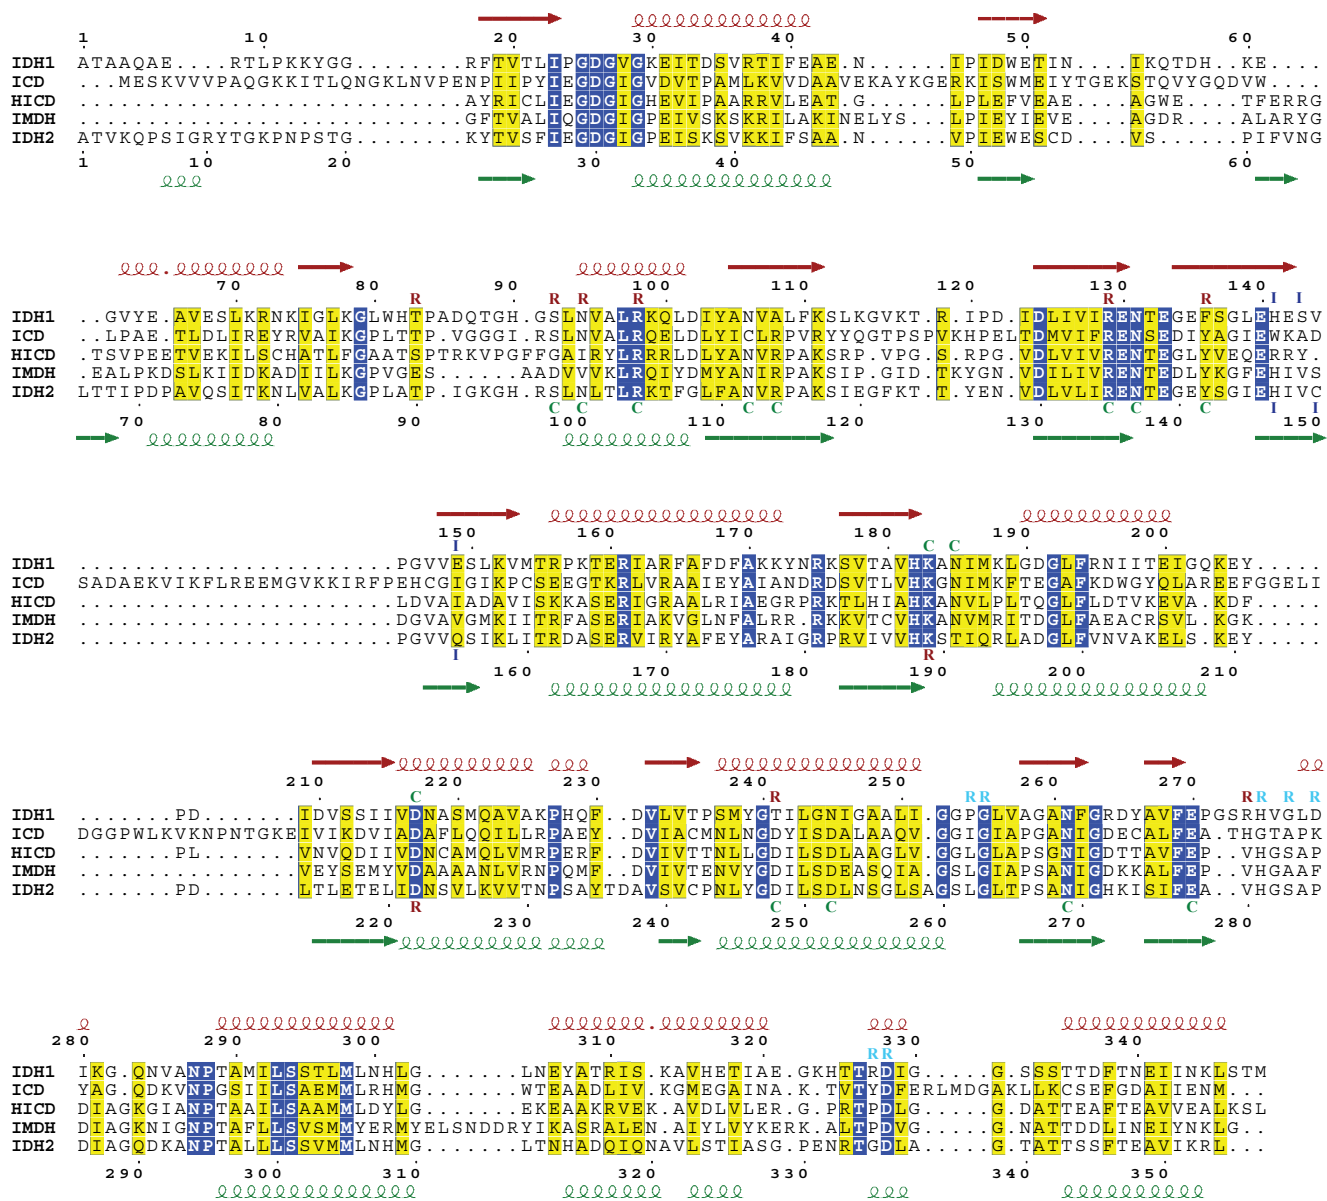 1 10 20 30 40 50 60
IDH1 ATAAQAE....RTLPKKYGG........RFTVTLIPGDGVGKEITDSVRTIFEAE.N......IPIDWETIN....IKQTDH..KE....
ICD ...MESKVVVPAQGKKITLQNGKLNVPENPIIPYIEGDGIGVDVTPAMLKVVDAAVEKAYKGERKISWMEIYTGEKSTQVYGQDVW....
HICD ............................AYRICLIEGDGIGHEVIPAARRVLEAT.G......LPLEFVEAE....AGWE....TFERRG
IMDH ............................GFTVALIQGDGIGPEIVSKSKRILAKINELYS...LPIEYIEVE....AGDR....ALARYG
IDH2 ATVKQPSIGRYTGKPNPSTG........KYTVSFIEGDGIGPEISKSVKKIFSAA.N......VPIEWESCD....VS.....PIFVNG
1 10 20 30 40 50 60
70 80 90 100 110 120 130 140
R R R R R R I I
IDH1 ..GVYE.AVESLKRNKIGLKGLWHTPADQTGH.GSLNVALRKQLDIYANVALFKSLKGVKT.R.IPD.IDLIVIRENTEGEFSGLEHESV
ICD ..LPAE.TLDLIREYRVAIKGPLTTP.VGGGI.RSLNVALRQELDLYICLRPVRYYQGTPSPVKHPELTDMVIFRENSEDIYAGIEWKAD
HICD .TSVPEETVEKILSCHATLFGAATSPTRKVPGFFGAIRYLRRRLDLYANVRPAKSRP.VPG.S.RPG.VDLVIVRENTEGLYVEQERRY.
IMDH .EALPKDSLKIIDKADIILKGPVGES.....AADVVVKLRQIYDMYANIRPAKSIP.GID.TKYGN.VDILIVRENTEDLYKGFEHIVS
IDH2 LTTIPDPAVQSITKNLVAIKGPLATP.IGKGH.RSLNLTLRKTFGLFANVRPAKSIEGFKT.T.YEN.VDLVLIRENTEGEYSGIEHIVC
C C C C C C C C I I
70 80 90 100 110 120 130 140 150
150 160 170 180 190 200
I C C
IDH1 .......................PGVVESLKVMTRPKTERIARFAFDFAKKYNRKSVTAVHKANIMKLGDGLFRNIITEIGQKEY.....
ICD SADAEKVIKFLREEMGVKKIRFPEHCGIGIKPCSEEGTKRLVRAAIEYAIANDRDSVTLVHKGNIMKFTEGAFKDWGYQLAREEFGGELI
HICD .......................LDVAIADAVISKKASERIGRAALRIAEGRPRKTLHIAHKANVLPLTQGLFLDTVKEVA.KDF.....
IMDH .......................DGVAVGMKIITRFASERIAKVGLNFALRR.RKKVTCVHKANVMRITDGLFAEACRSVL.KGK.....
IDH2 .......................PGVVQSIKLITRDASERVIRYAFEYARAIGRPRVIVVHKSTIQRLADGLFVNVAKELS.KEY.....
I R
160 170 180 190 200 210
210 220 230 240 250 260 270
C R R R R R R R
IDH1 .......PD.......IDVSSIIVDNASMQAVAKPHQF..DVLVTPSMYGTILGNIGAALI.GGPGLVAGANFGRDYAVFEPGSRHVGLD
ICD DGGPWLKVKNPNTGKEIVIKDVIADAFLQQILLRPAEY..DVIACMNLNGDYISDALAAQV.GGIGIAPGANIGDECALFEA.THGTAPK
HICD .......PL.......VNVQDIIVDNCAMQLVMRPERF..DVIVTTNLLGDILSDLAAGLV.GGLGLAPSGNIGDTTAVFEP..VHGSAP
IMDH ................VEYSEMYVDAAAANLVRNPQMF..DVIVTENVYGDILSDEASQIA.GSLGIAPSANIGDKKALFEP..VHGAAF
IDH2 .......PD.......LTLETELIDNSVLKVVTNPSAYTDAVSVCPNLYGDILSDLNSGLSAGSLGLTPSANIGHKISIFEA..VHGSAP
R C C C C
220 230 240 250 260 270 280
280 290 300 310 320 330 340
R R
IDH1 IKG.QNVANPTAMILSSTLMLNHLG.......LNEYATRIS.KAVHETIAE.GKHTTRDIG.....G.SSSTTDFTNEIINKLSTM
ICD YAG.QDKVNPGSIILSAEMMLRHMG.......WTEAADLIV.KGMEGAINA.K.TVTYDFERLMDGAKLLKCSEFGDAIIENM...
HICD DIAGKGIANPTAAILSAAMMLDYLG.......EKEAAKRVEK.AVDLVLER.G.PRTPDLG.....G.DATTEAFTEAVVEALKSL
IMDH DIAGKNIGNPTAFLLSVSMMYERMYELSNDDRYIKASRALEN.AIYLVYKERK.ALTPDVG.....G.NATTDDLINEIYNKLG..
IDH2 DIAGQDKANPTALLLSSVMMLNHMG.......LTNHADQIQNAVLSTIASG.PENRTGDLA.....G.TATTSSFTEAVIKRL...
290 300 310 320 330 340 350